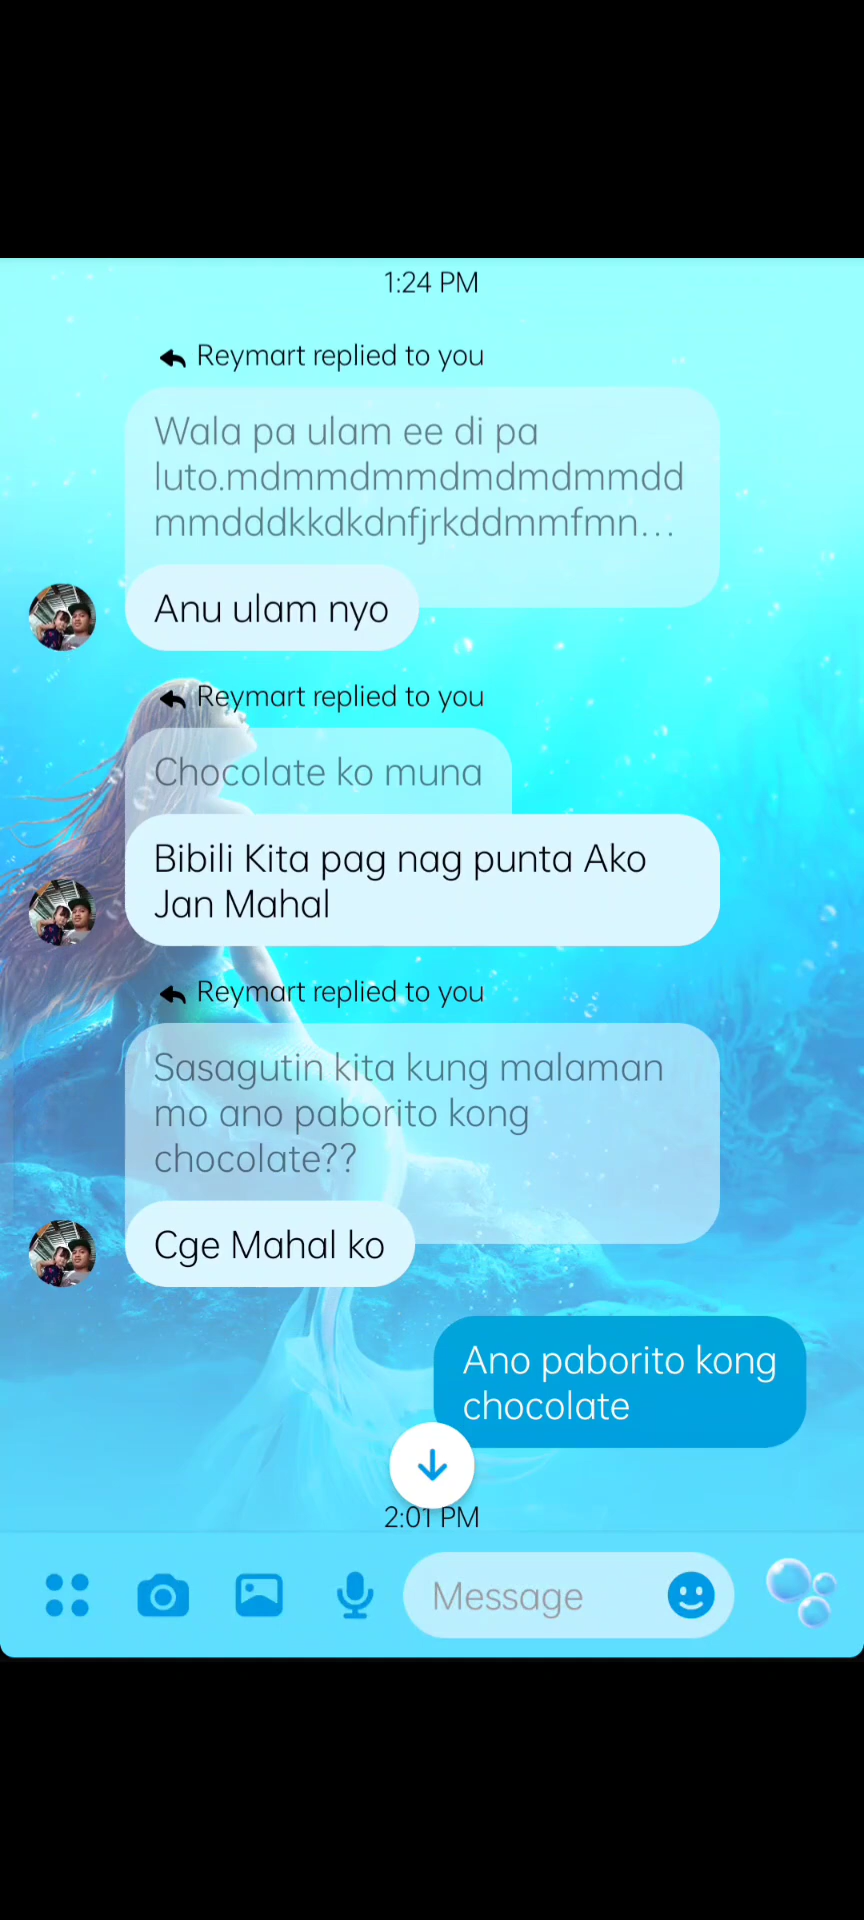 1:24 PM
Reymart replied to you
Wala pa ulam ee di pa
luto.mdmmdmmdmdmdmmdd
mmdddkkdkdnfjrkddmmfmn...
Anu ulam nyo
Reymart replied to you
Chocolate ko muna
Bibili Kita pag nag punta Ako
Jan Mahal
Reymart replied to you
Sasagutin kita kung malaman
mo ano paborito kong
chocolate??
Cge Mahal ko
Ano paborito kong
chocolate
2:01 PM
Message